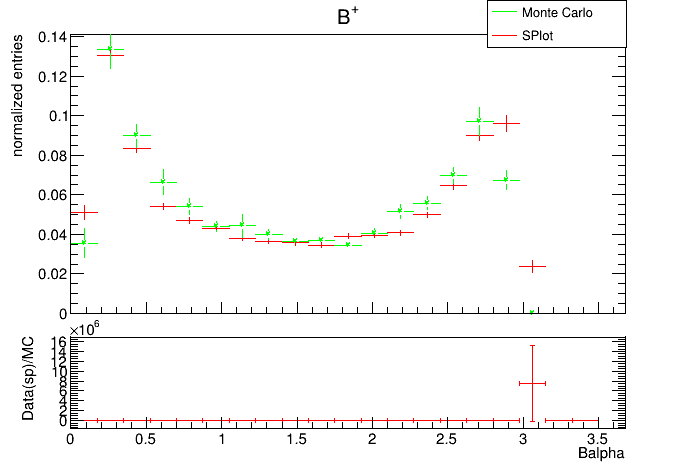 B+
Monte Carlo
SPlot
normalized entries
0.14
0.12
0.1
0.08
0.06
0.04
0.02
0
×10^6
Data(sp)/MC
16
14
12
10
8
6
4
2
0
0 0.5 1 1.5 2 2.5 3 3.5
Balpha